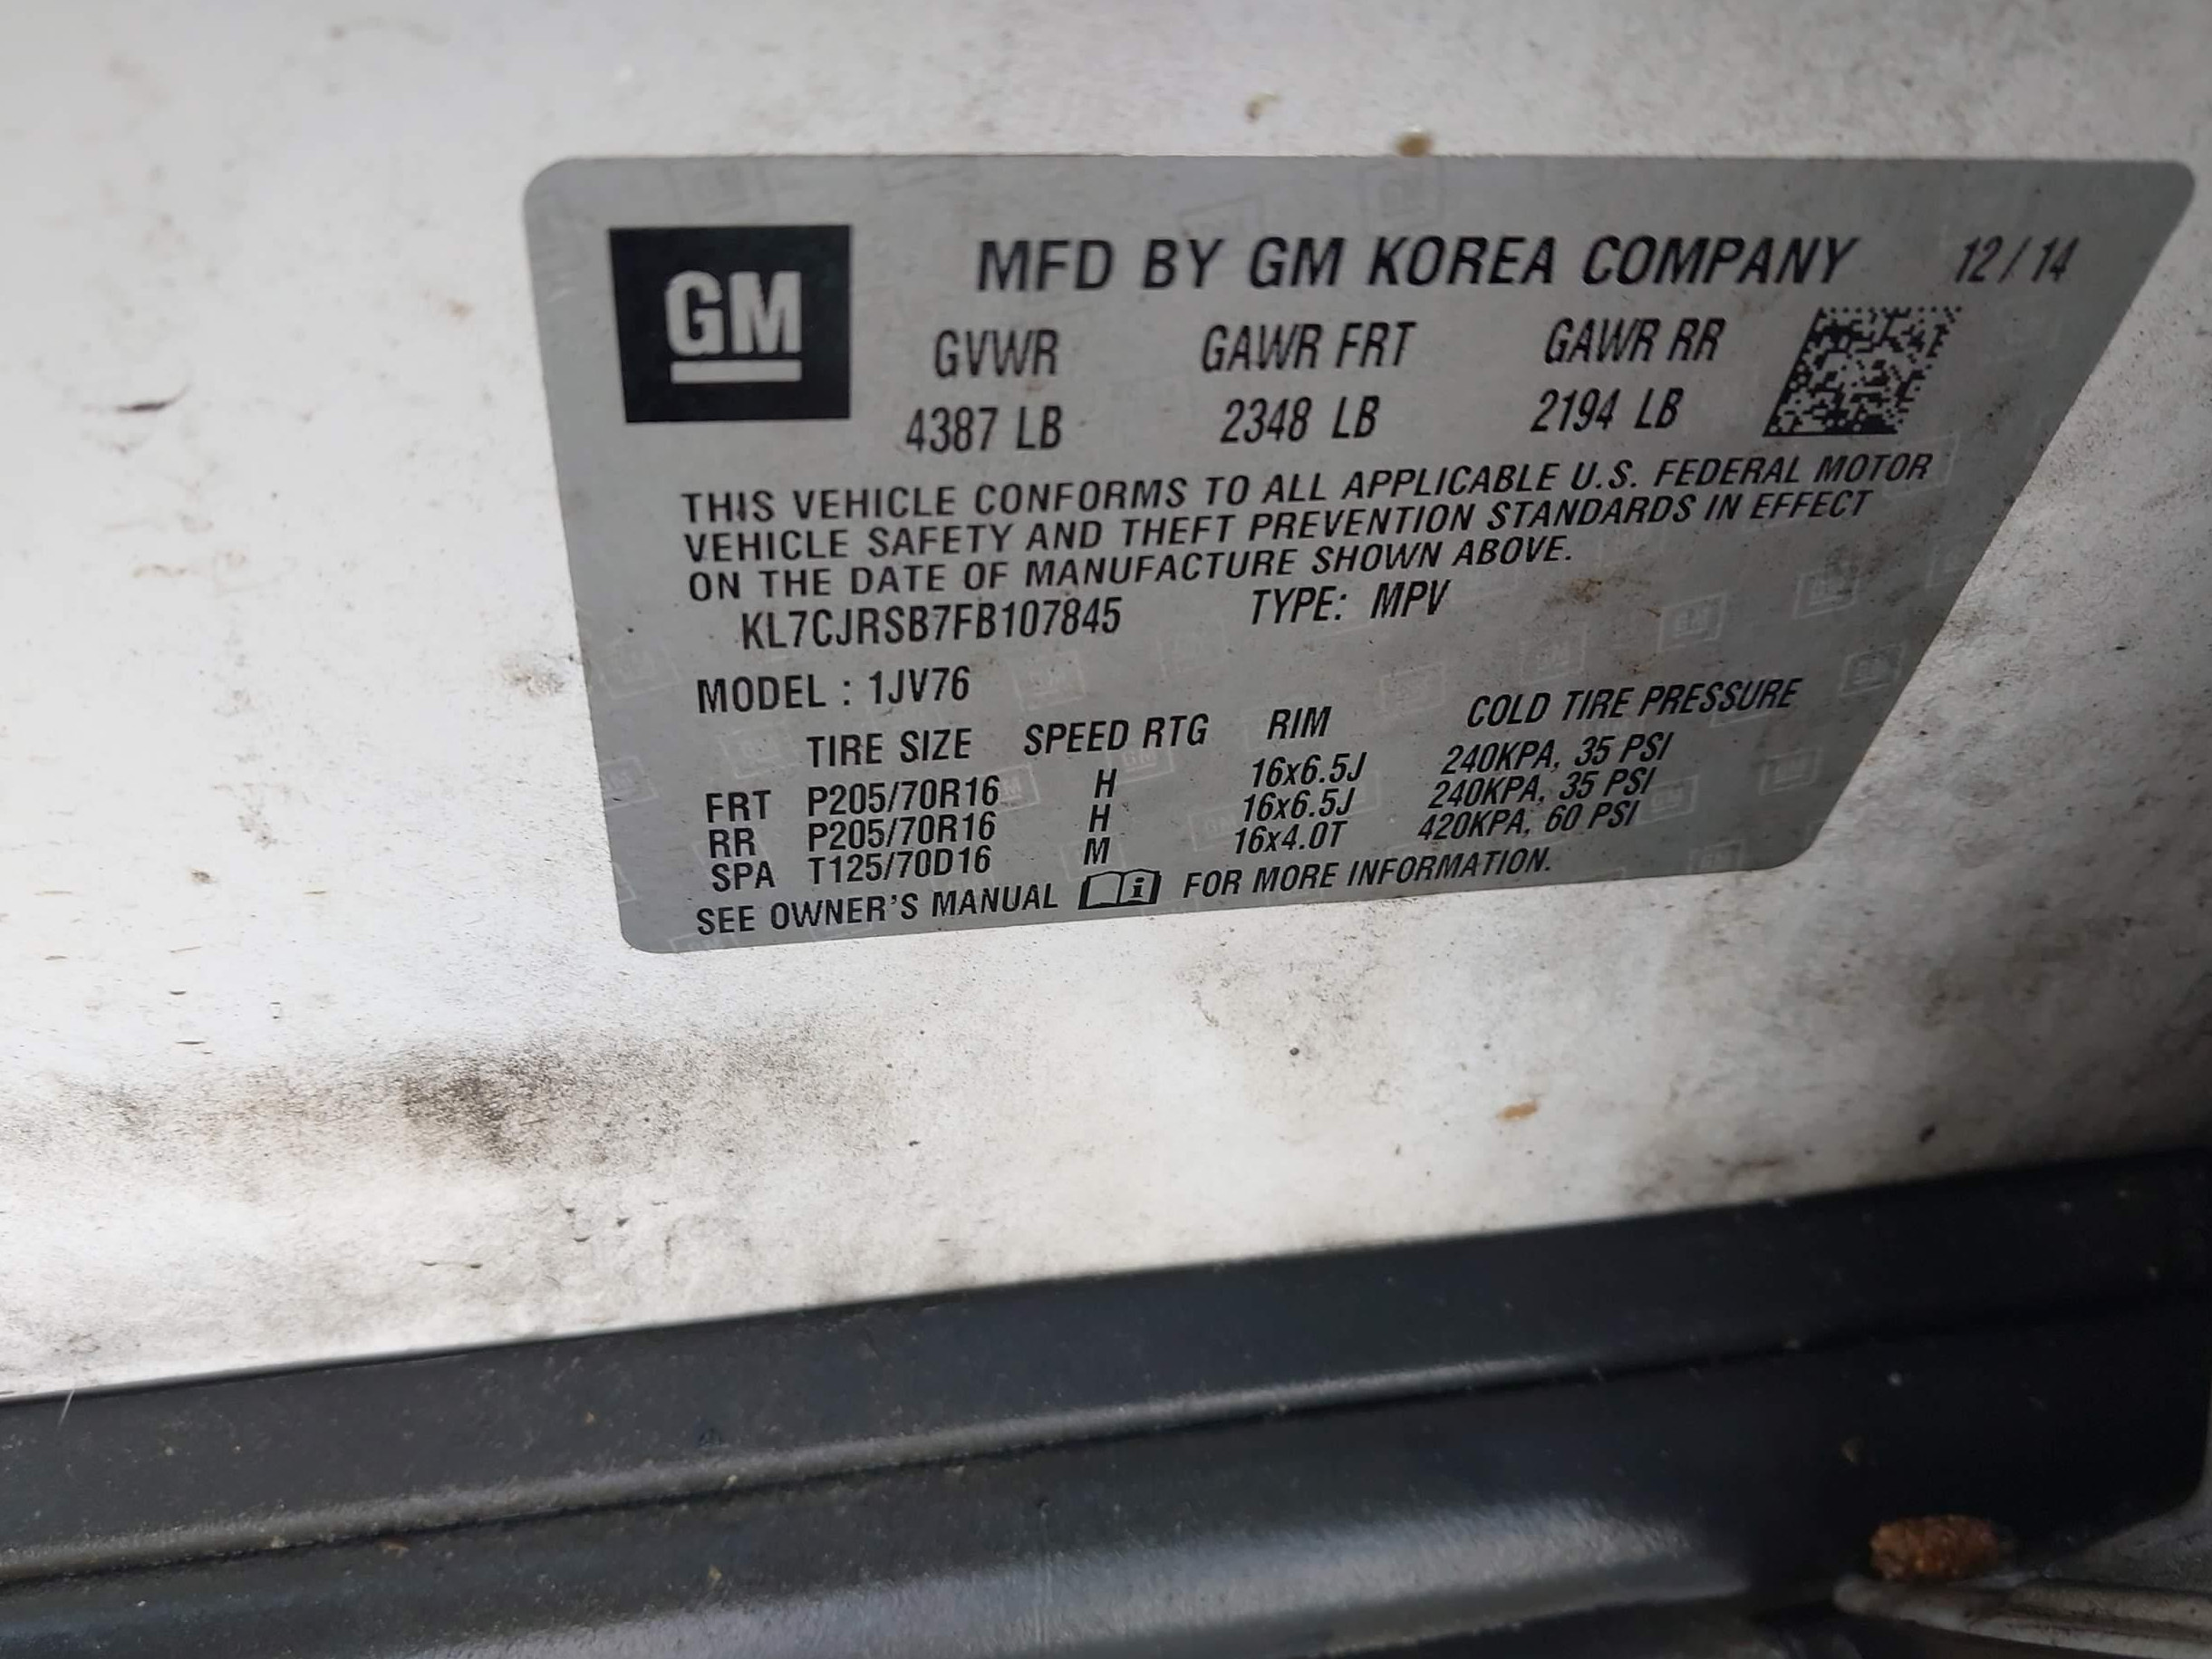 GM
MFD BY GM KOREA COMPANY 12/14
GVWR GAWR FRT GAWR RR
4387 LB 2348 LB 2194 LB
THIS VEHICLE CONFORMS TO ALL APPLICABLE U.S. FEDERAL MOTOR
VEHICLE SAFETY AND THEFT PREVENTION STANDARDS IN EFFECT
ON THE DATE OF MANUFACTURE SHOWN ABOVE.
KL7CJRSB7FB107845 TYPE: MPV
MODEL : 1JV76
TIRE SIZE SPEED RTG RIM COLD TIRE PRESSURE
FRT P205/70R16 H 16x6.5J 240KPA, 35 PSI
RR P205/70R16 H 16x6.5J 240KPA, 35 PSI
SPA T125/70D16 M 16x4.0T 420KPA, 60 PSI
SEE OWNER'S MANUAL i FOR MORE INFORMATION.